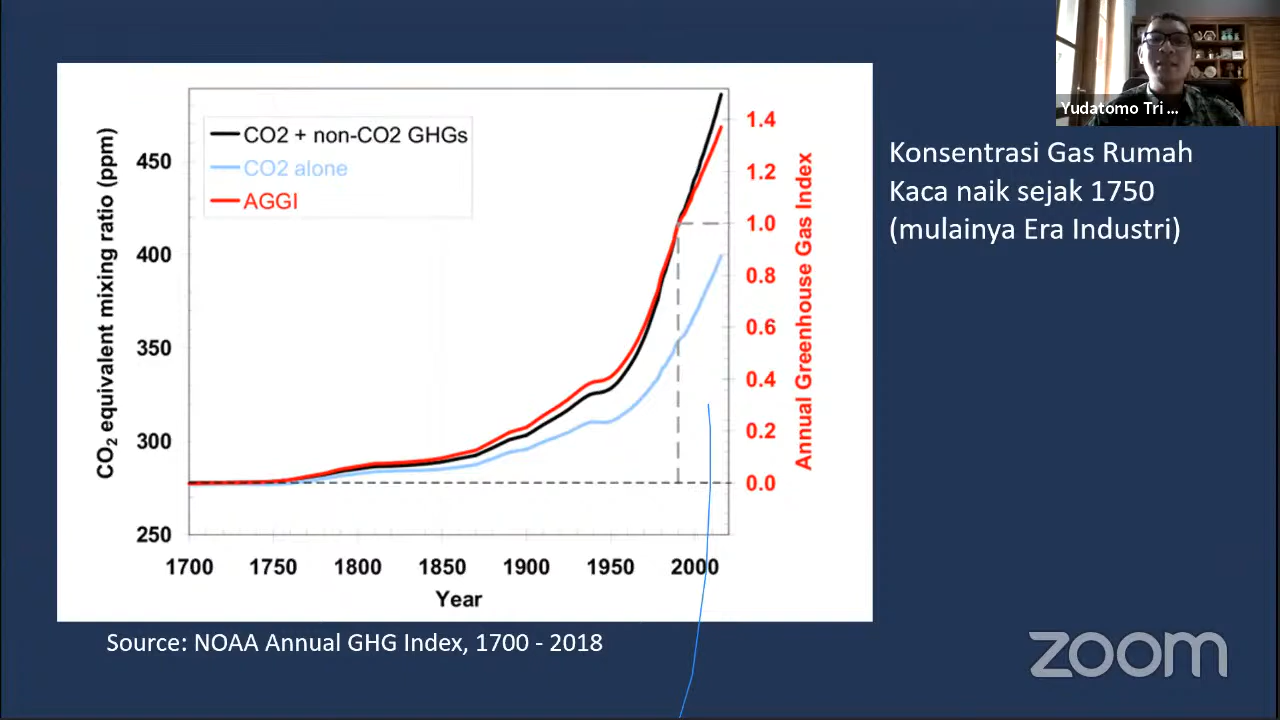 CO2 + non-CO2 GHGs
CO2 alone
AGGI
CO₂ equivalent mixing ratio (ppm)
450
400
350
300
250
1.4
1.2
1.0
0.8
0.6
0.4
0.2
0.0
Annual Greenhouse Gas Index
1700 1750 1800 1850 1900 1950 2000
Year
Source: NOAA Annual GHG Index, 1700 - 2018
Yudatomo Tri ...
Konsentrasi Gas Rumah
Kaca naik sejak 1750
(mulainya Era Industri)
zoom